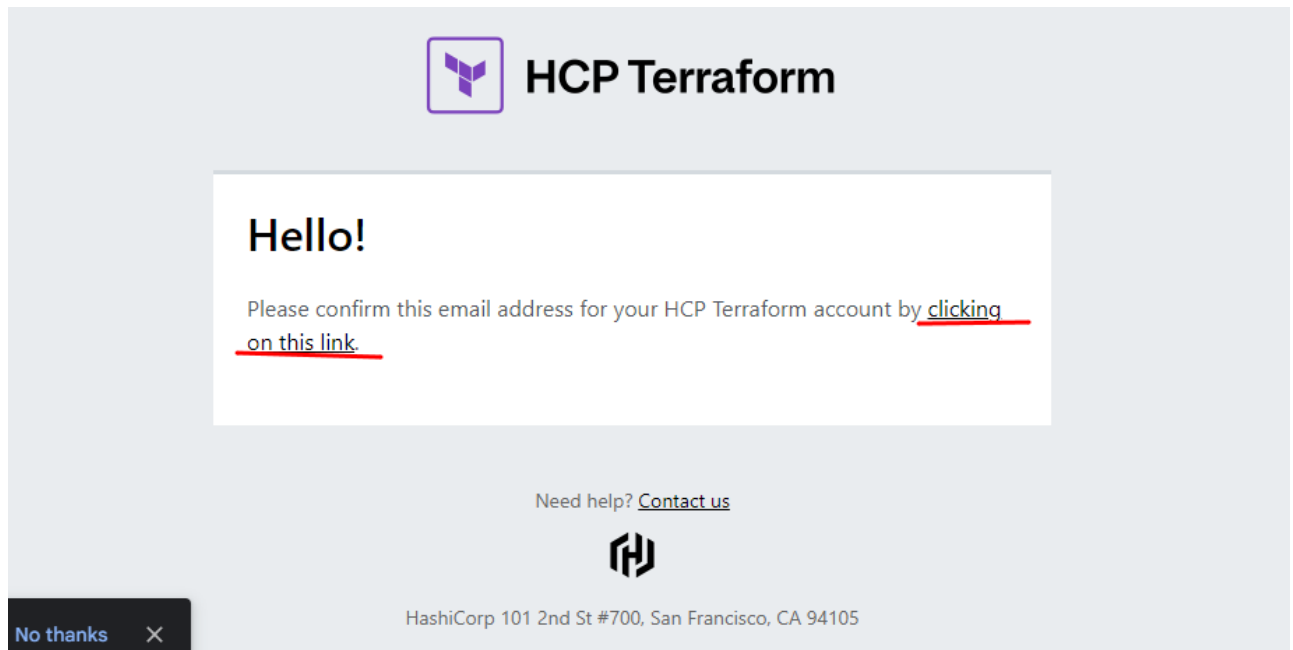 HCP Terraform
Hello!
Please confirm this email address for your HCP Terraform account by clicking
on this link.
Need help? Contact us
HashiCorp 101 2nd St #700, San Francisco, CA 94105
No thanks